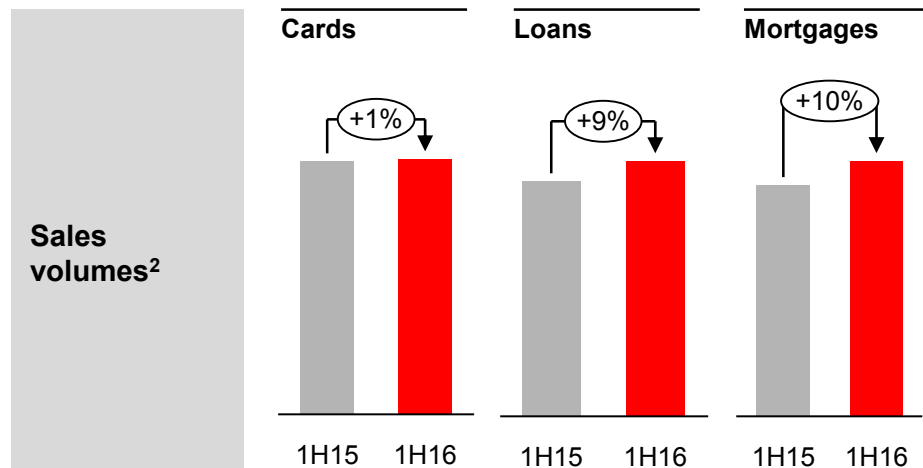 Cards
Loans
Mortgages
+1%
+9%
+10%
Sales
volumes²
1H15 1H16
1H15 1H16
1H15 1H16